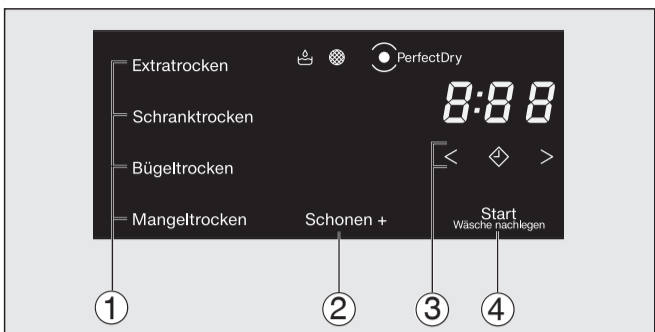 Extratrocken
PerfectDry
Schranktrocken
8:88
Bügeltrocken
< >
Mangeltrocken
Schonen +
Start
Wäsche nachlegen
1 2 3 4